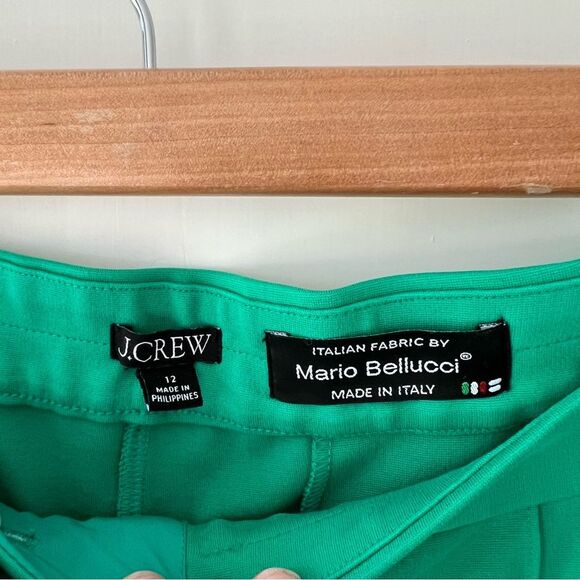 J.CREW
12
MADE IN
PHILIPPINES
ITALIAN FABRIC BY
Mario Bellucci®
MADE IN ITALY